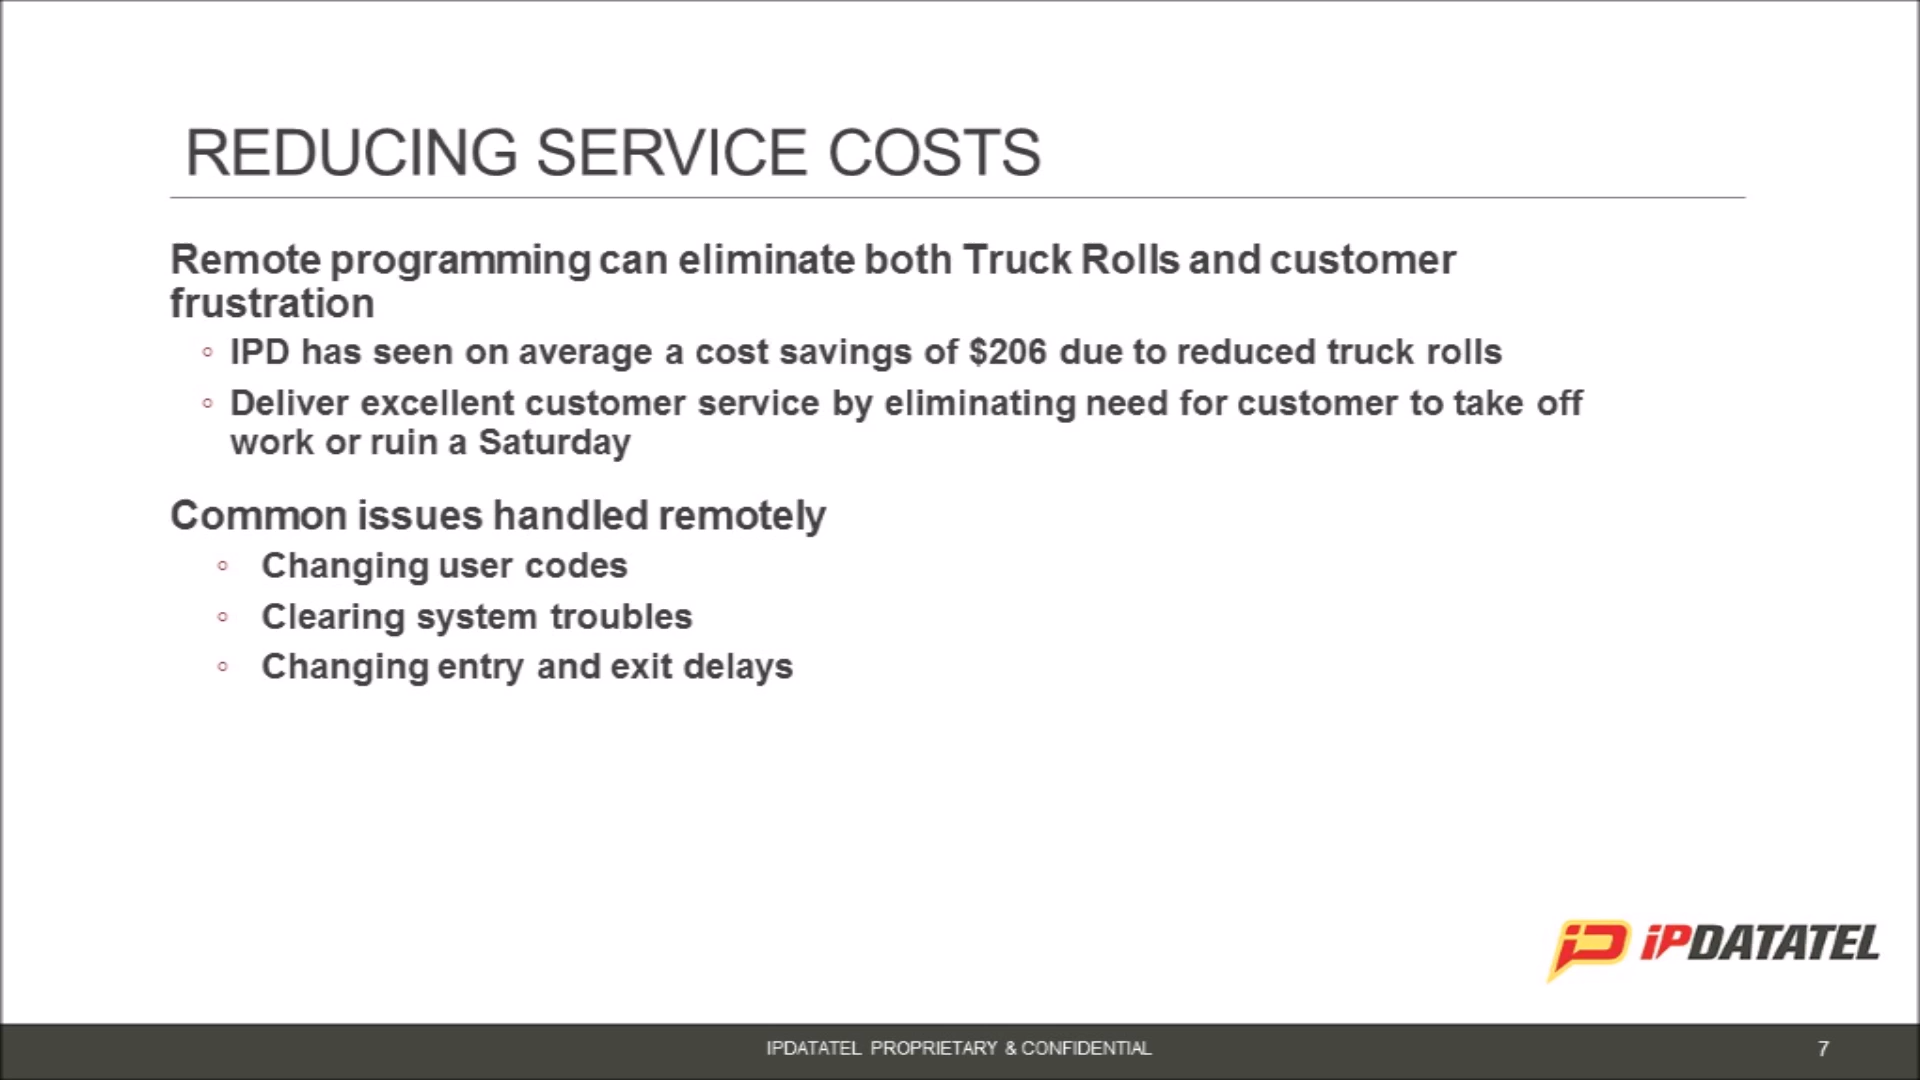 REDUCING SERVICE COSTS
Remote programming can eliminate both Truck Rolls and customer
frustration
◦ IPD has seen on average a cost savings of $206 due to reduced truck rolls
◦ Deliver excellent customer service by eliminating need for customer to take off
work or ruin a Saturday
Common issues handled remotely
◦ Changing user codes
◦ Clearing system troubles
◦ Changing entry and exit delays
iPDATATEL
IPDATATEL PROPRIETARY & CONFIDENTIAL
7